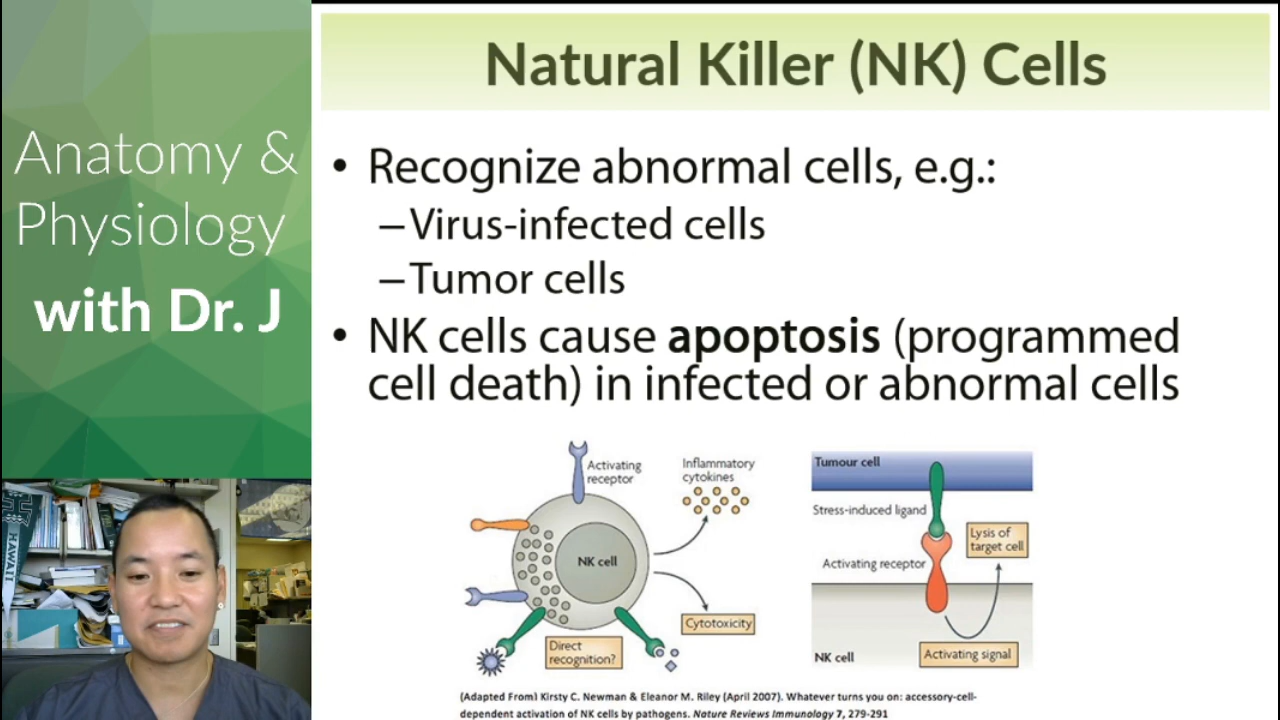 Anatomy &
Physiology
with Dr. J
Natural Killer (NK) Cells
• Recognize abnormal cells, e.g.:
–Virus-infected cells
–Tumor cells
• NK cells cause apoptosis (programmed
cell death) in infected or abnormal cells
Activating
receptor
Inflammatory
cytokines
NK cell
Cytotoxicity
Direct
recognition?
Tumour cell
Stress-induced ligand
Lysis of
target cell
Activating receptor
Activating signal
NK cell
(Adapted From) Kirsty C. Newman & Eleanor M. Riley (April 2007). Whatever turns you on: accessory-cell-
dependent activation of NK cells by pathogens. Nature Reviews Immunology 7, 279-291
HAWAII